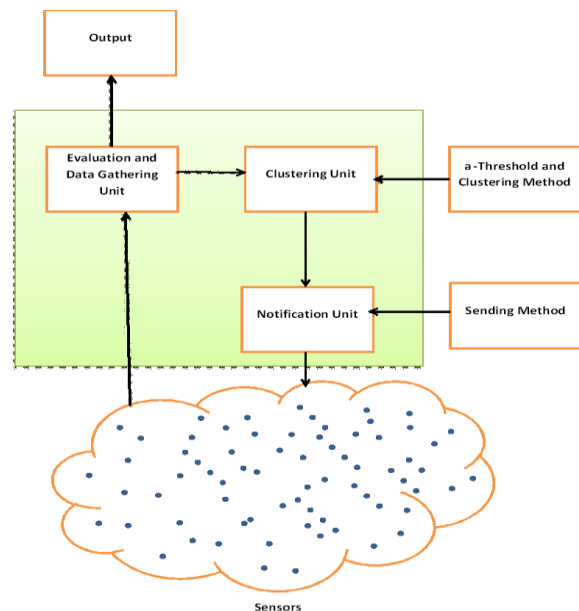 Output
Evaluation and
Data Gathering
Unit
Clustering Unit
a-Threshold and
Clustering Method
Notification Unit
Sending Method
Sensors